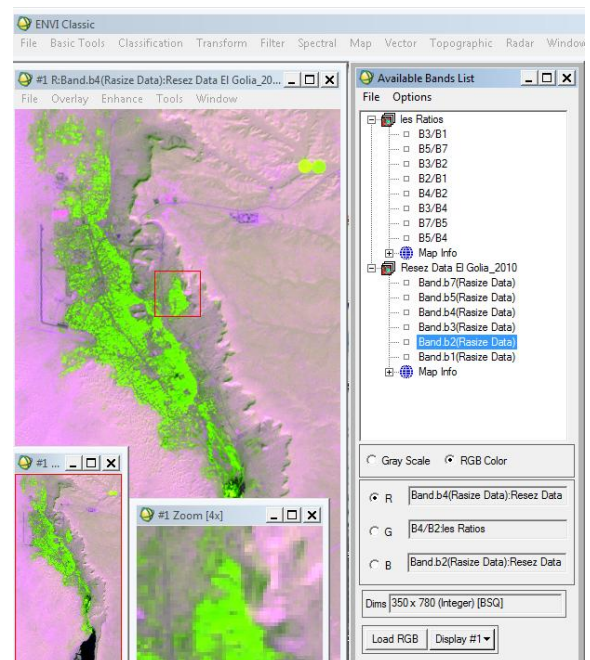 ENVI Classic
File Basic Tools Classification Transform Filter Spectral Map Vector Topographic Radar Window
#1 R:Band.b4(Rasize Data):Resez Data El Golia_20...
File Overlay Enhance Tools Window
#1 ...
#1 Zoom [4x]
Available Bands List
File Options
les Ratios
B3/B1
B5/B7
B3/B2
B2/B1
B4/B2
B3/B4
B7/B5
B5/B4
Map Info
Resez Data El Golia_2010
Band.b7(Rasize Data)
Band.b5(Rasize Data)
Band.b4(Rasize Data)
Band.b3(Rasize Data)
Band.b2(Rasize Data)
Band.b1(Rasize Data)
Map Info
Gray Scale RGB Color
R Band.b4(Rasize Data):Resez Data
G B4/B2:les Ratios
B Band.b2(Rasize Data):Resez Data
Dims 350 x 780 (Integer) [BSQ]
Load RGB Display #1